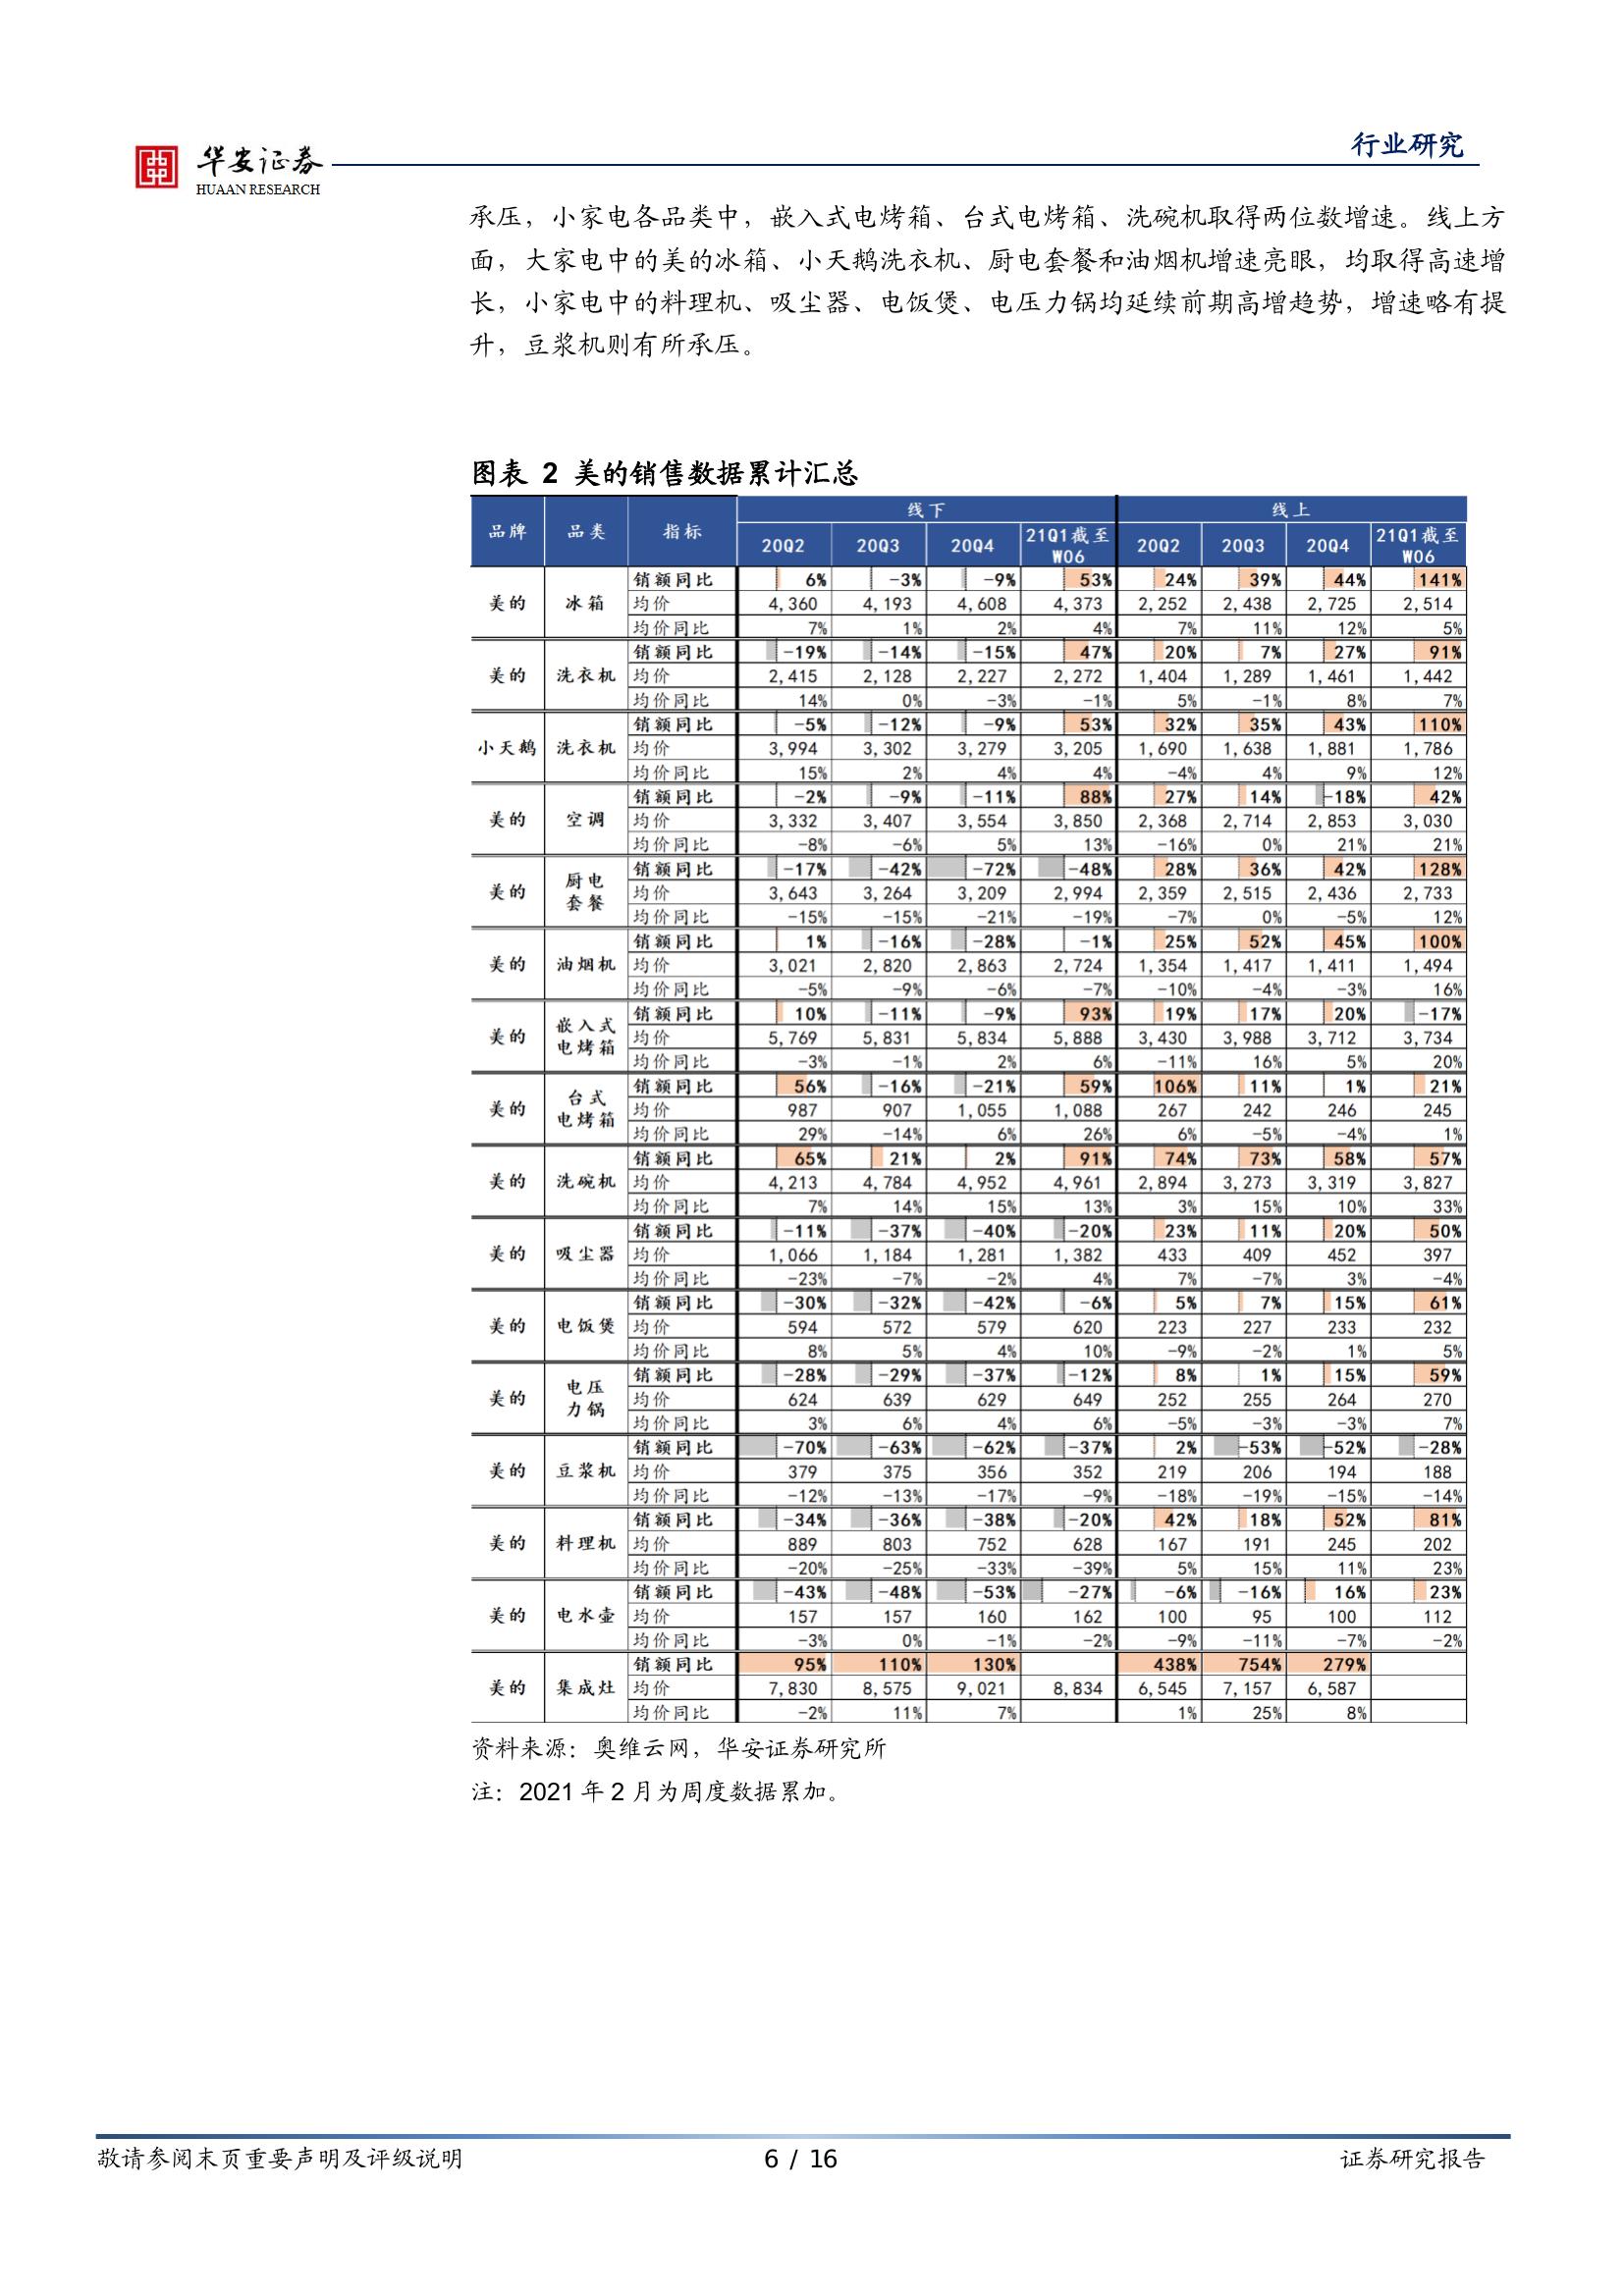 华安证券
HUAAN RESEARCH
行业研究
承压，小家电各品类中，嵌入式电烤箱、台式电烤箱、洗碗机取得两位数增速。线上方
面，大家电中的美的冰箱、小天鹅洗衣机、厨电套餐和油烟机增速亮眼，均取得高速增
长，小家电中的料理机、吸尘器、电饭煲、电压力锅均延续前期高增趋势，增速略有提
升，豆浆机则有所承压。
图表 2 美的销售数据累计汇总
品牌 品类 指标 线下 线上
20Q2 20Q3 20Q4 21Q1截至W06 20Q2 20Q3 20Q4 21Q1截至W06
美的 冰箱 销额同比 6% -3% -9% 53% 24% 39% 44% 141%
均价 4,360 4,193 4,608 4,373 2,252 2,438 2,725 2,514
均价同比 7% 1% 2% 4% 7% 11% 12% 5%
美的 洗衣机 销额同比 -19% -14% -15% 47% 20% 7% 27% 91%
均价 2,415 2,128 2,227 2,272 1,404 1,289 1,461 1,442
均价同比 14% 0% -3% -1% 5% -1% 8% 7%
小天鹅 洗衣机 销额同比 -5% -12% -9% 53% 32% 35% 43% 110%
均价 3,994 3,302 3,279 3,205 1,690 1,638 1,881 1,786
均价同比 15% 2% 4% 4% -4% 4% 9% 12%
美的 空调 销额同比 -2% -9% -11% 88% 27% 14% -18% 42%
均价 3,332 3,407 3,554 3,850 2,368 2,714 2,853 3,030
均价同比 -8% -6% 5% 13% -16% 0% 21% 21%
美的 厨电套餐 销额同比 -17% -42% -72% -48% 28% 36% 42% 128%
均价 3,643 3,264 3,209 2,994 2,359 2,515 2,436 2,733
均价同比 -15% -15% -21% -19% -7% 0% -5% 12%
美的 油烟机 销额同比 1% -16% -28% -1% 25% 52% 45% 100%
均价 3,021 2,820 2,863 2,724 1,354 1,417 1,411 1,494
均价同比 -5% -9% -6% -7% -10% -4% -3% 16%
美的 嵌入式电烤箱 销额同比 10% -11% -9% 93% 19% 17% 20% -17%
均价 5,769 5,831 5,834 5,888 3,430 3,988 3,712 3,734
均价同比 -3% -1% 2% 6% -11% 16% 5% 20%
美的 台式电烤箱 销额同比 56% -16% -21% 59% 106% 11% 1% 21%
均价 987 907 1,055 1,088 267 242 246 245
均价同比 29% -14% 6% 26% 6% -5% -4% 1%
美的 洗碗机 销额同比 65% 21% 2% 91% 74% 73% 58% 57%
均价 4,213 4,784 4,952 4,961 2,894 3,273 3,319 3,827
均价同比 7% 14% 15% 13% 3% 15% 10% 33%
美的 吸尘器 销额同比 -11% -37% -40% -20% 23% 11% 20% 50%
均价 1,066 1,184 1,281 1,382 433 409 452 397
均价同比 -23% -7% -2% 4% 7% -7% 3% -4%
美的 电饭煲 销额同比 -30% -32% -42% -6% 5% 7% 15% 61%
均价 594 572 579 620 223 227 233 232
均价同比 8% 5% 4% 10% -9% -2% 1% 5%
美的 电压力锅 销额同比 -28% -29% -37% -12% 8% 1% 15% 59%
均价 624 639 629 649 252 255 264 270
均价同比 3% 6% 4% 6% -5% -3% -3% 7%
美的 豆浆机 销额同比 -70% -63% -62% -37% 2% -53% -52% -28%
均价 379 375 356 352 219 206 194 188
均价同比 -12% -13% -17% -9% -18% -19% -15% -14%
美的 料理机 销额同比 -34% -36% -38% -20% 42% 18% 52% 81%
均价 889 803 752 628 167 191 245 202
均价同比 -20% -25% -33% -39% 5% 15% 11% 23%
美的 电水壶 销额同比 -43% -48% -53% -27% -6% -16% 16% 23%
均价 157 157 160 162 100 95 100 112
均价同比 -3% 0% -1% -2% -9% -11% -7% -2%
美的 集成灶 销额同比 95% 110% 130% 438% 754% 279%
均价 7,830 8,575 9,021 8,834 6,545 7,157 6,587
均价同比 -2% 11% 7% 1% 25% 8%
资料来源：奥维云网，华安证券研究所
注：2021 年 2 月为周度数据累加。
敬请参阅末页重要声明及评级说明 6 / 16 证券研究报告